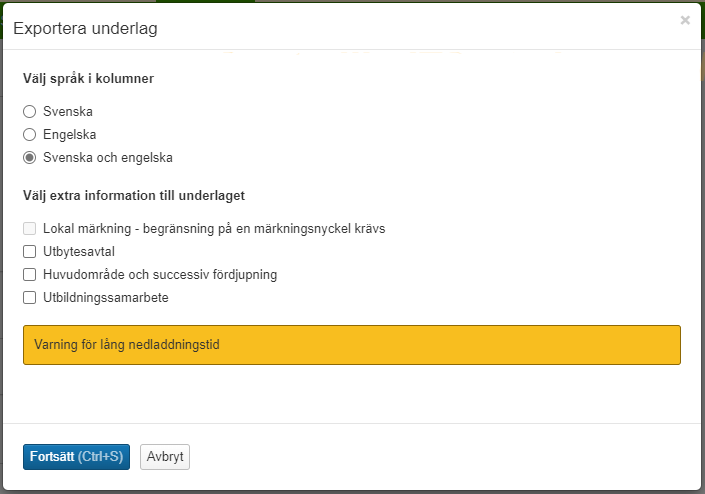 Exportera underlag
×
Välj språk i kolumner
Svenska
Engelska
Svenska och engelska
Välj extra information till underlaget
Lokal märkning - begränsning på en märkningsnyckel krävs
Utbytesavtal
Huvudområde och successiv fördjupning
Utbildningssamarbete
Varning för lång nedladdningstid
Fortsätt (Ctrl+S) Avbryt